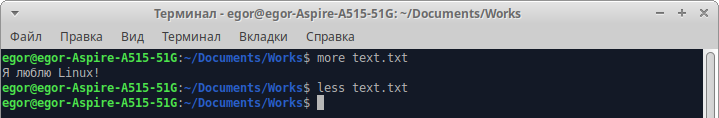 Терминал - egor@egor-Aspire-A515-51G: ~/Documents/Works
Файл Правка Вид Терминал Вкладки Справка
egor@egor-Aspire-A515-51G:~/Documents/Works$ more text.txt
Я люблю Linux!
egor@egor-Aspire-A515-51G:~/Documents/Works$ less text.txt
egor@egor-Aspire-A515-51G:~/Documents/Works$